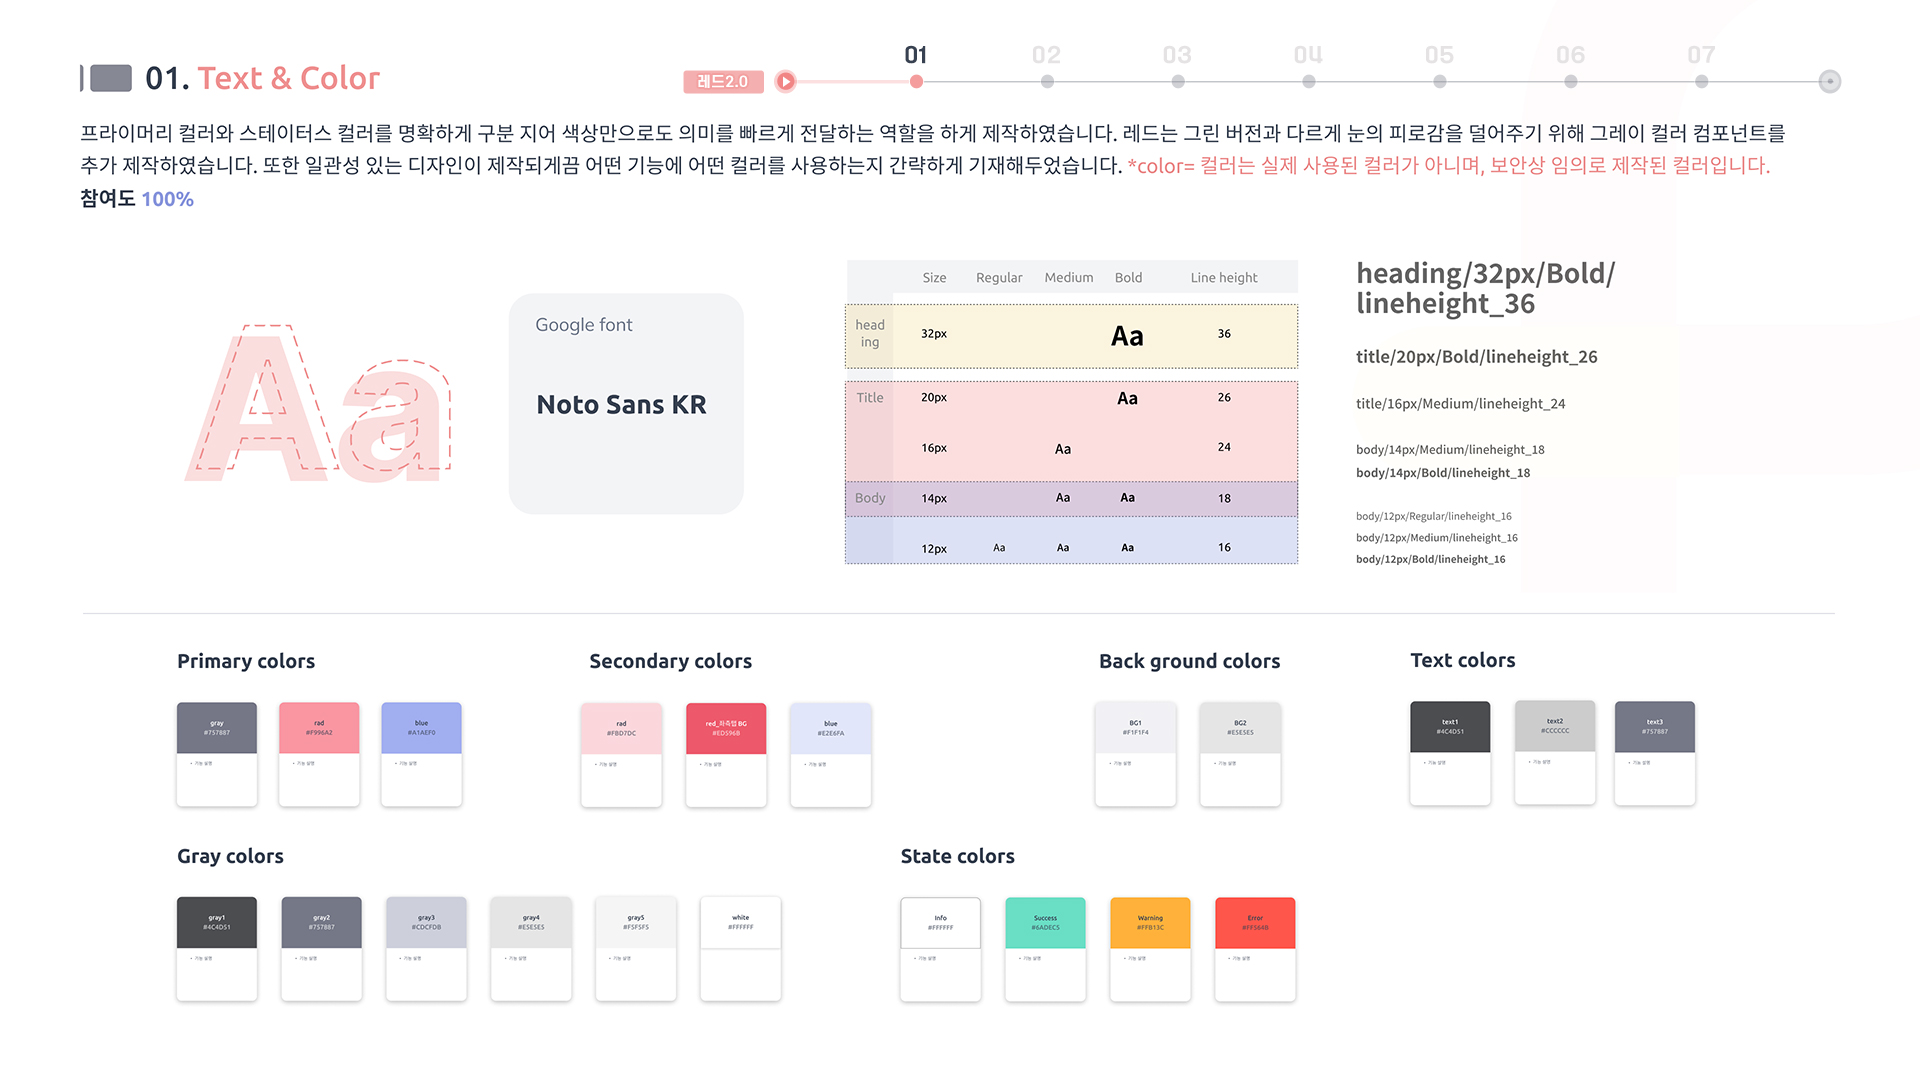 01. Text & Color
레드2.0
01 02 03 04 05 06 07
프라이머리 컬러와 스테이터스 컬러를 명확하게 구분 지어 색상만으로도 의미를 빠르게 전달하는 역할을 하게 제작하였습니다. 레드는 그린 버전과 다르게 눈의 피로감을 덜어주기 위해 그레이 컬러 컴포넌트를
추가 제작하였습니다. 또한 일관성 있는 디자인이 제작되게끔 어떤 기능에 어떤 컬러를 사용하는지 간략하게 기재해두었습니다. *color= 컬러는 실제 사용된 컬러가 아니며, 보안상 임의로 제작된 컬러입니다.
참여도 100%
Aa
Google font
Noto Sans KR
Size Regular Medium Bold Line height
head
ing
32px Aa 36
Title 20px Aa 26
16px Aa 24
Body 14px Aa Aa 18
12px Aa Aa Aa 16
heading/32px/Bold/
lineheight_36
title/20px/Bold/lineheight_26
title/16px/Medium/lineheight_24
body/14px/Medium/lineheight_18
body/14px/Bold/lineheight_18
body/12px/Regular/lineheight_16
body/12px/Medium/lineheight_16
body/12px/Bold/lineheight_16
Primary colors
gray
#757887
• 기능 설명
rad
#F996A2
• 기능 설명
blue
#A1AEF0
• 기능 설명
Secondary colors
rad
#FBD7DC
• 기능 설명
red_좌측탭 BG
#ED596B
• 기능 설명
blue
#E2E6FA
• 기능 설명
Back ground colors
BG1
#F1F1F4
• 기능 설명
BG2
#E5E5E5
• 기능 설명
Text colors
text1
#4C4D51
• 기능 설명
text2
#CCCCCC
• 기능 설명
text3
#757887
• 기능 설명
Gray colors
gray1
#4C4D51
• 기능 설명
gray2
#757887
• 기능 설명
gray3
#CDCFDB
• 기능 설명
gray4
#E5E5E5
• 기능 설명
gray5
#F5F5F5
• 기능 설명
white
#FFFFFF
State colors
Info
#FFFFFF
• 기능 설명
Success
#6ADEC5
• 기능 설명
Warning
#FFB13C
• 기능 설명
Error
#FF564B
• 기능 설명